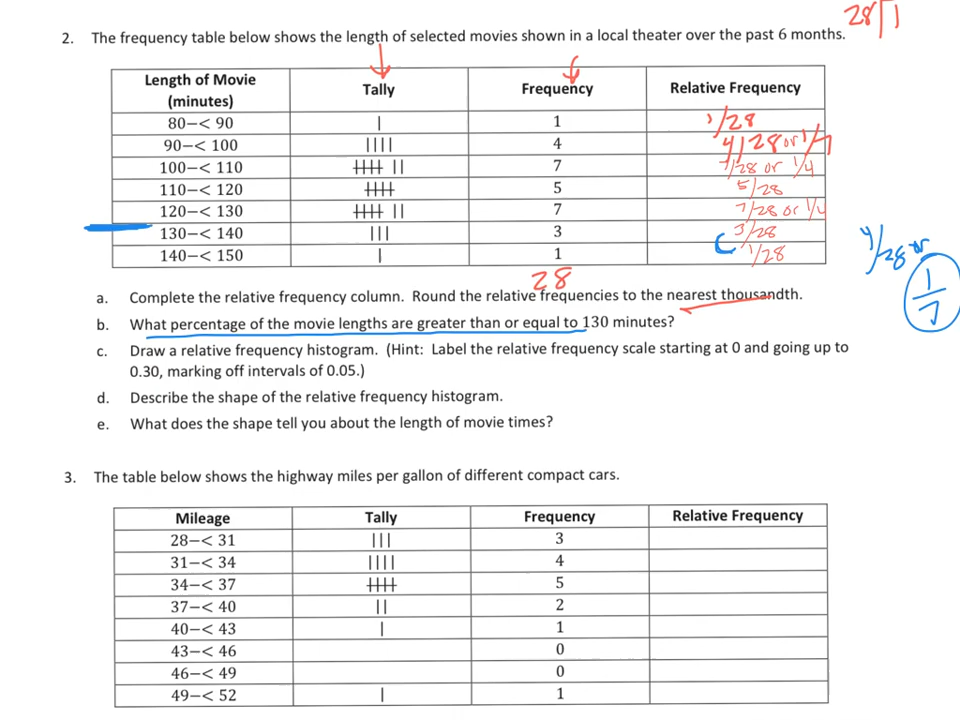 28 1
2. The frequency table below shows the length of selected movies shown in a local theater over the past 6 months.
Length of Movie (minutes) Tally Frequency Relative Frequency
80−< 90 | 1 1/28
90−< 100 |||| 4 4/28 or 1/7
100−< 110 𝍸 || 7 7/28 or 1/4
110−< 120 𝍸 5 5/28
120−< 130 𝍸 || 7 7/28 or 1/4
130−< 140 ||| 3 3/28
140−< 150 | 1 1/28
28
4/28 or 1/7
a. Complete the relative frequency column. Round the relative frequencies to the nearest thousandth.
b. What percentage of the movie lengths are greater than or equal to 130 minutes?
c. Draw a relative frequency histogram. (Hint: Label the relative frequency scale starting at 0 and going up to
0.30, marking off intervals of 0.05.)
d. Describe the shape of the relative frequency histogram.
e. What does the shape tell you about the length of movie times?
3. The table below shows the highway miles per gallon of different compact cars.
Mileage Tally Frequency Relative Frequency
28−< 31 ||| 3
31−< 34 |||| 4
34−< 37 𝍸 5
37−< 40 || 2
40−< 43 | 1
43−< 46 0
46−< 49 0
49−< 52 | 1